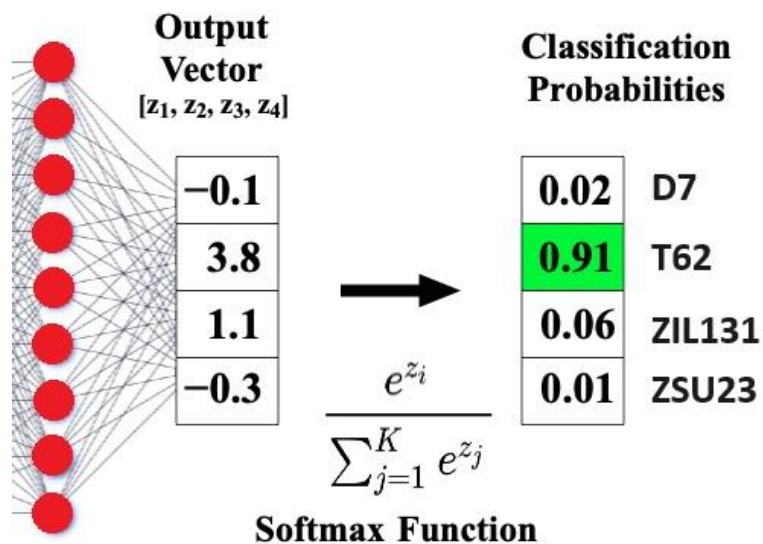 Output
Vector
[z₁, z₂, z₃, z₄]
Classification
Probabilities
−0.1
3.8
1.1
−0.3
0.02 D7
0.91 T62
0.06 ZIL131
0.01 ZSU23
e^{z_i}
∑_{j=1}^{K} e^{z_j}
Softmax Function